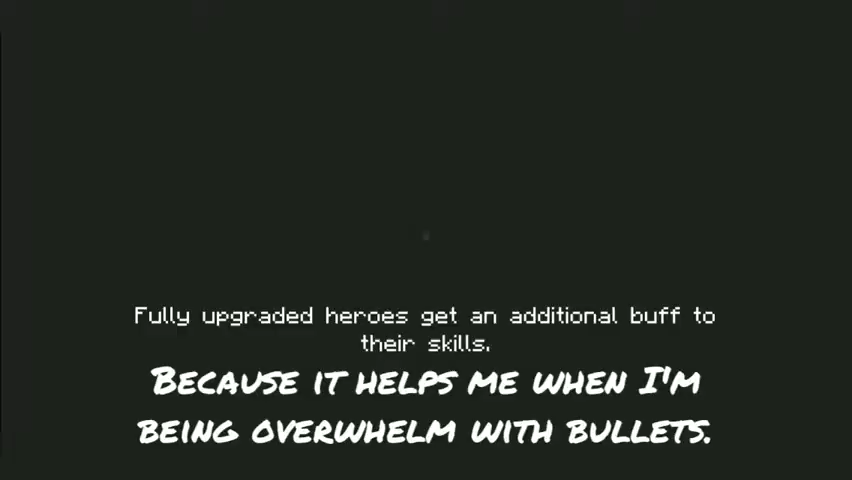 Fully upgraded heroes get an additional buff to
their skills.
BECAUSE IT HELPS ME WHEN I'M
BEING OVERWHELM WITH BULLETS.